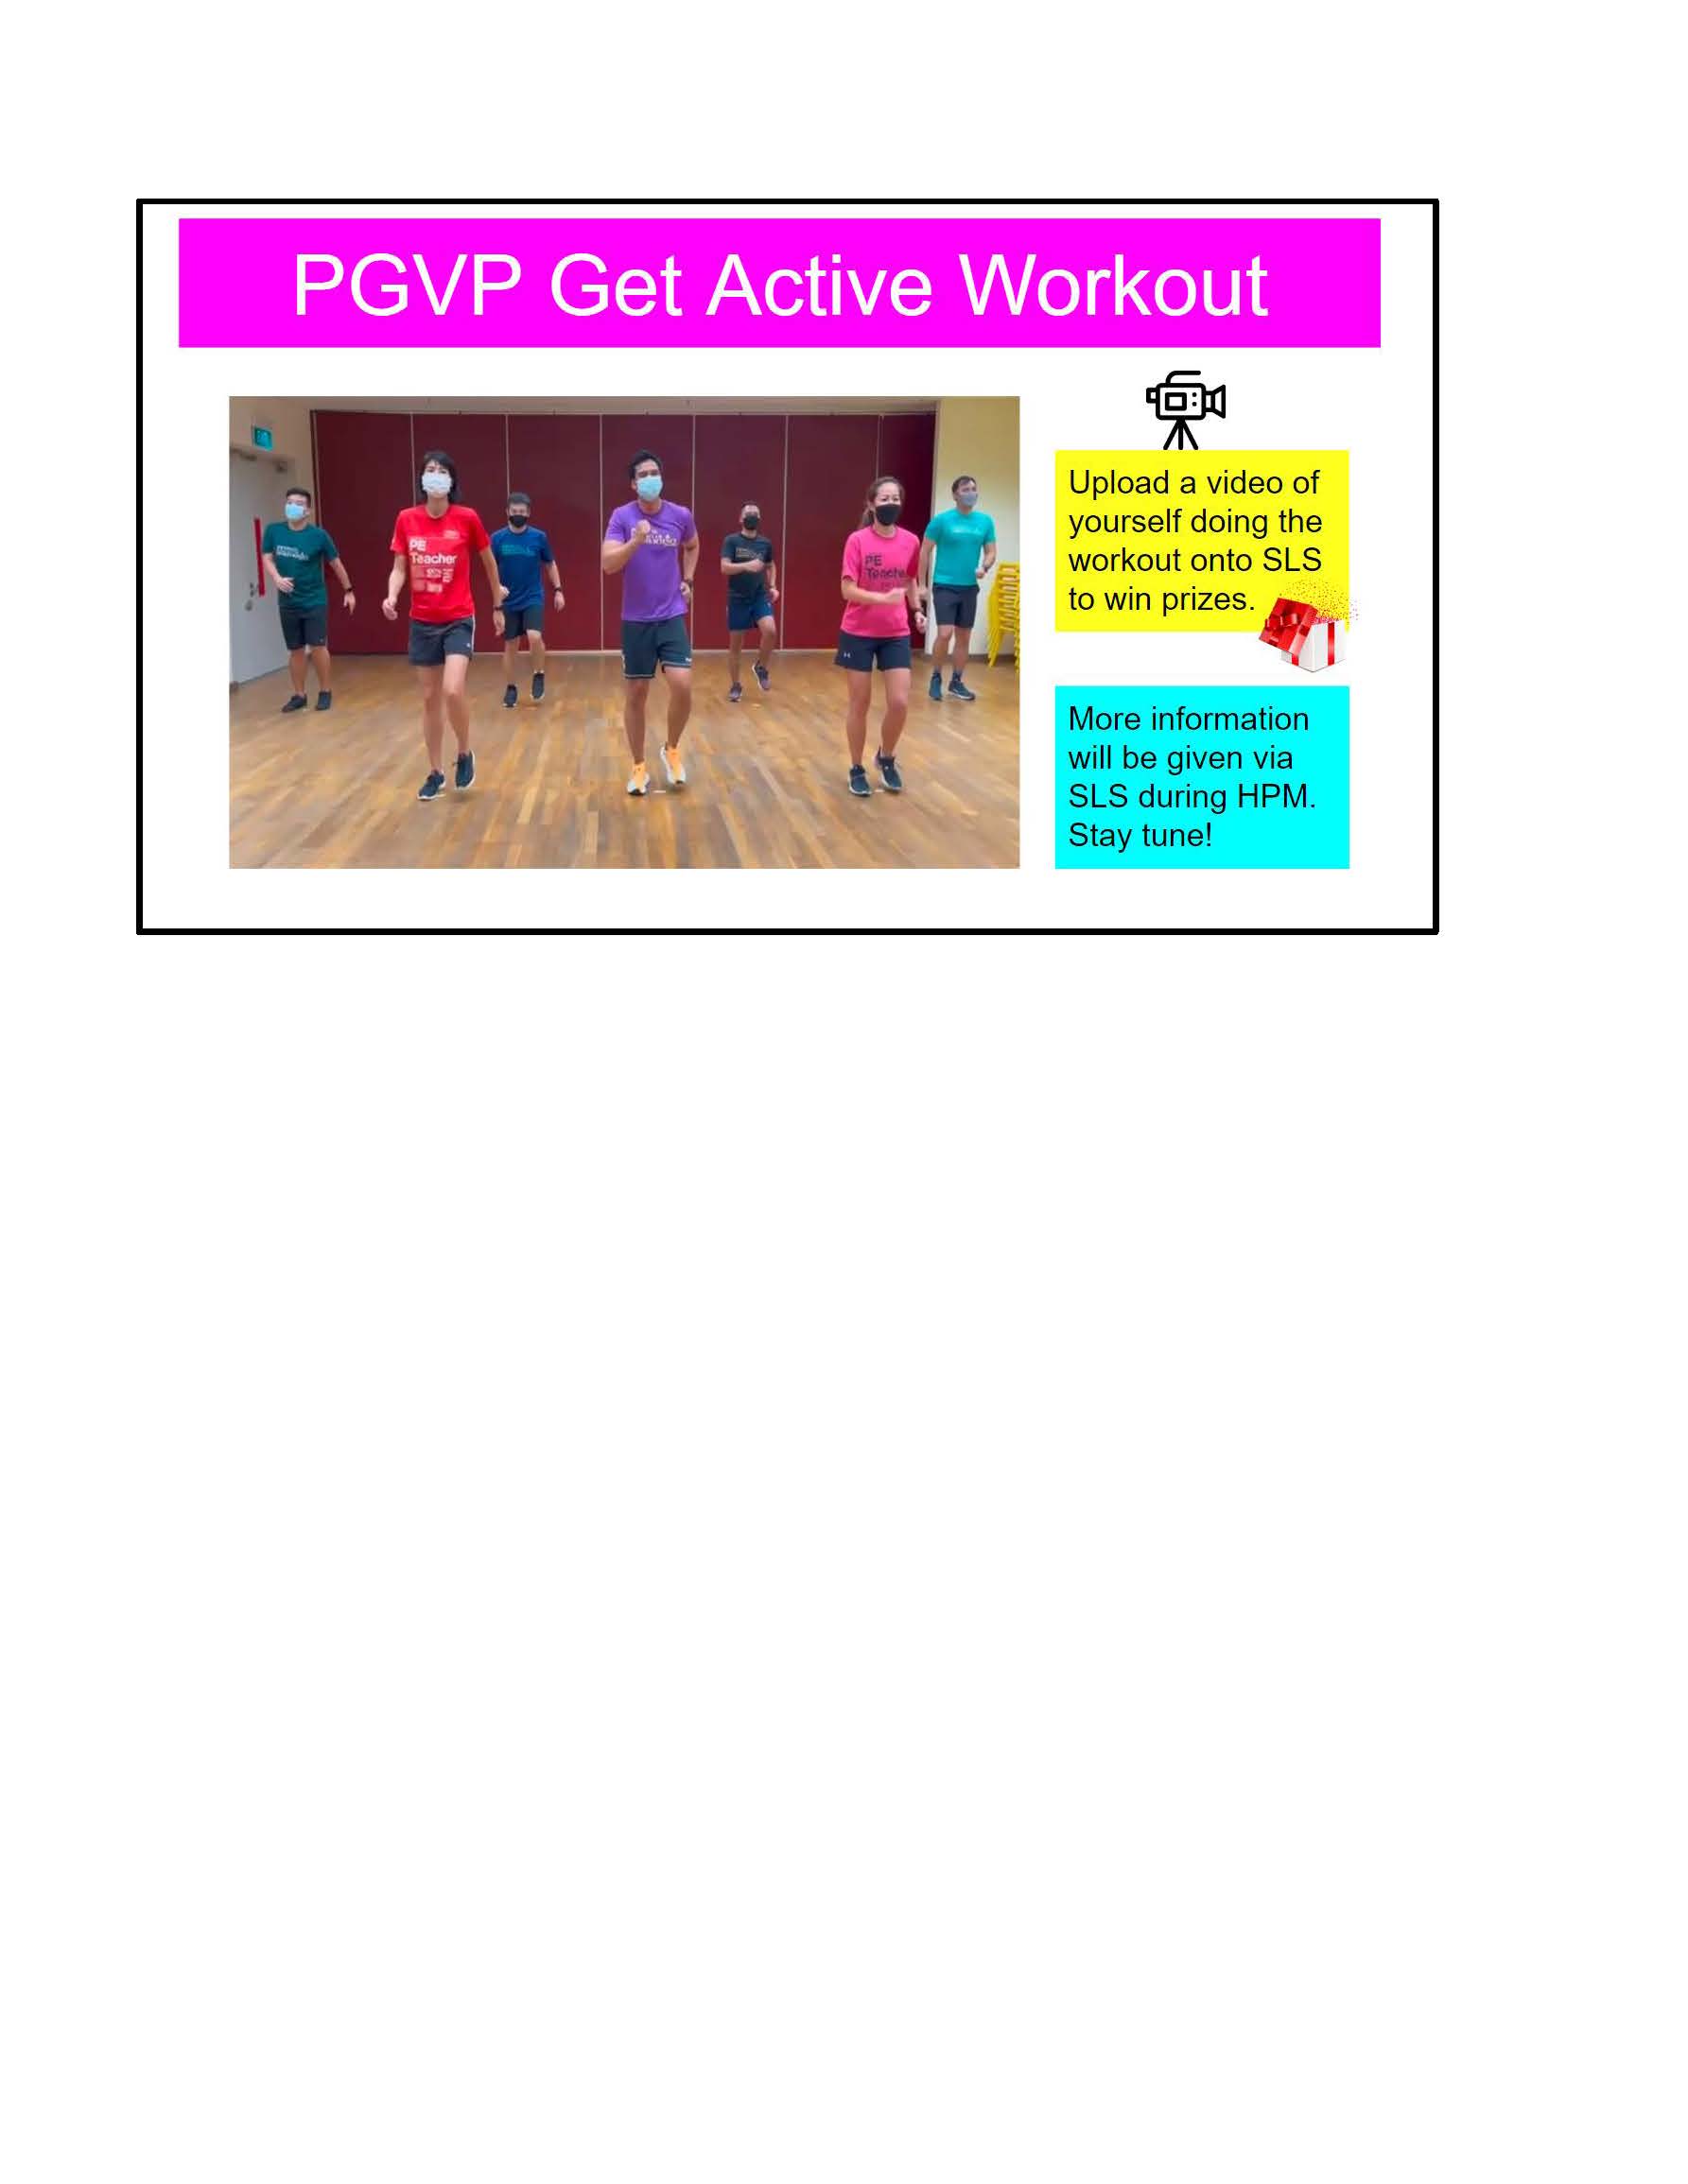 PGVP Get Active Workout
Upload a video of
yourself doing the
workout onto SLS
to win prizes.
More information
will be given via
SLS during HPM.
Stay tune!
PE
Teacher
PE
Teacher